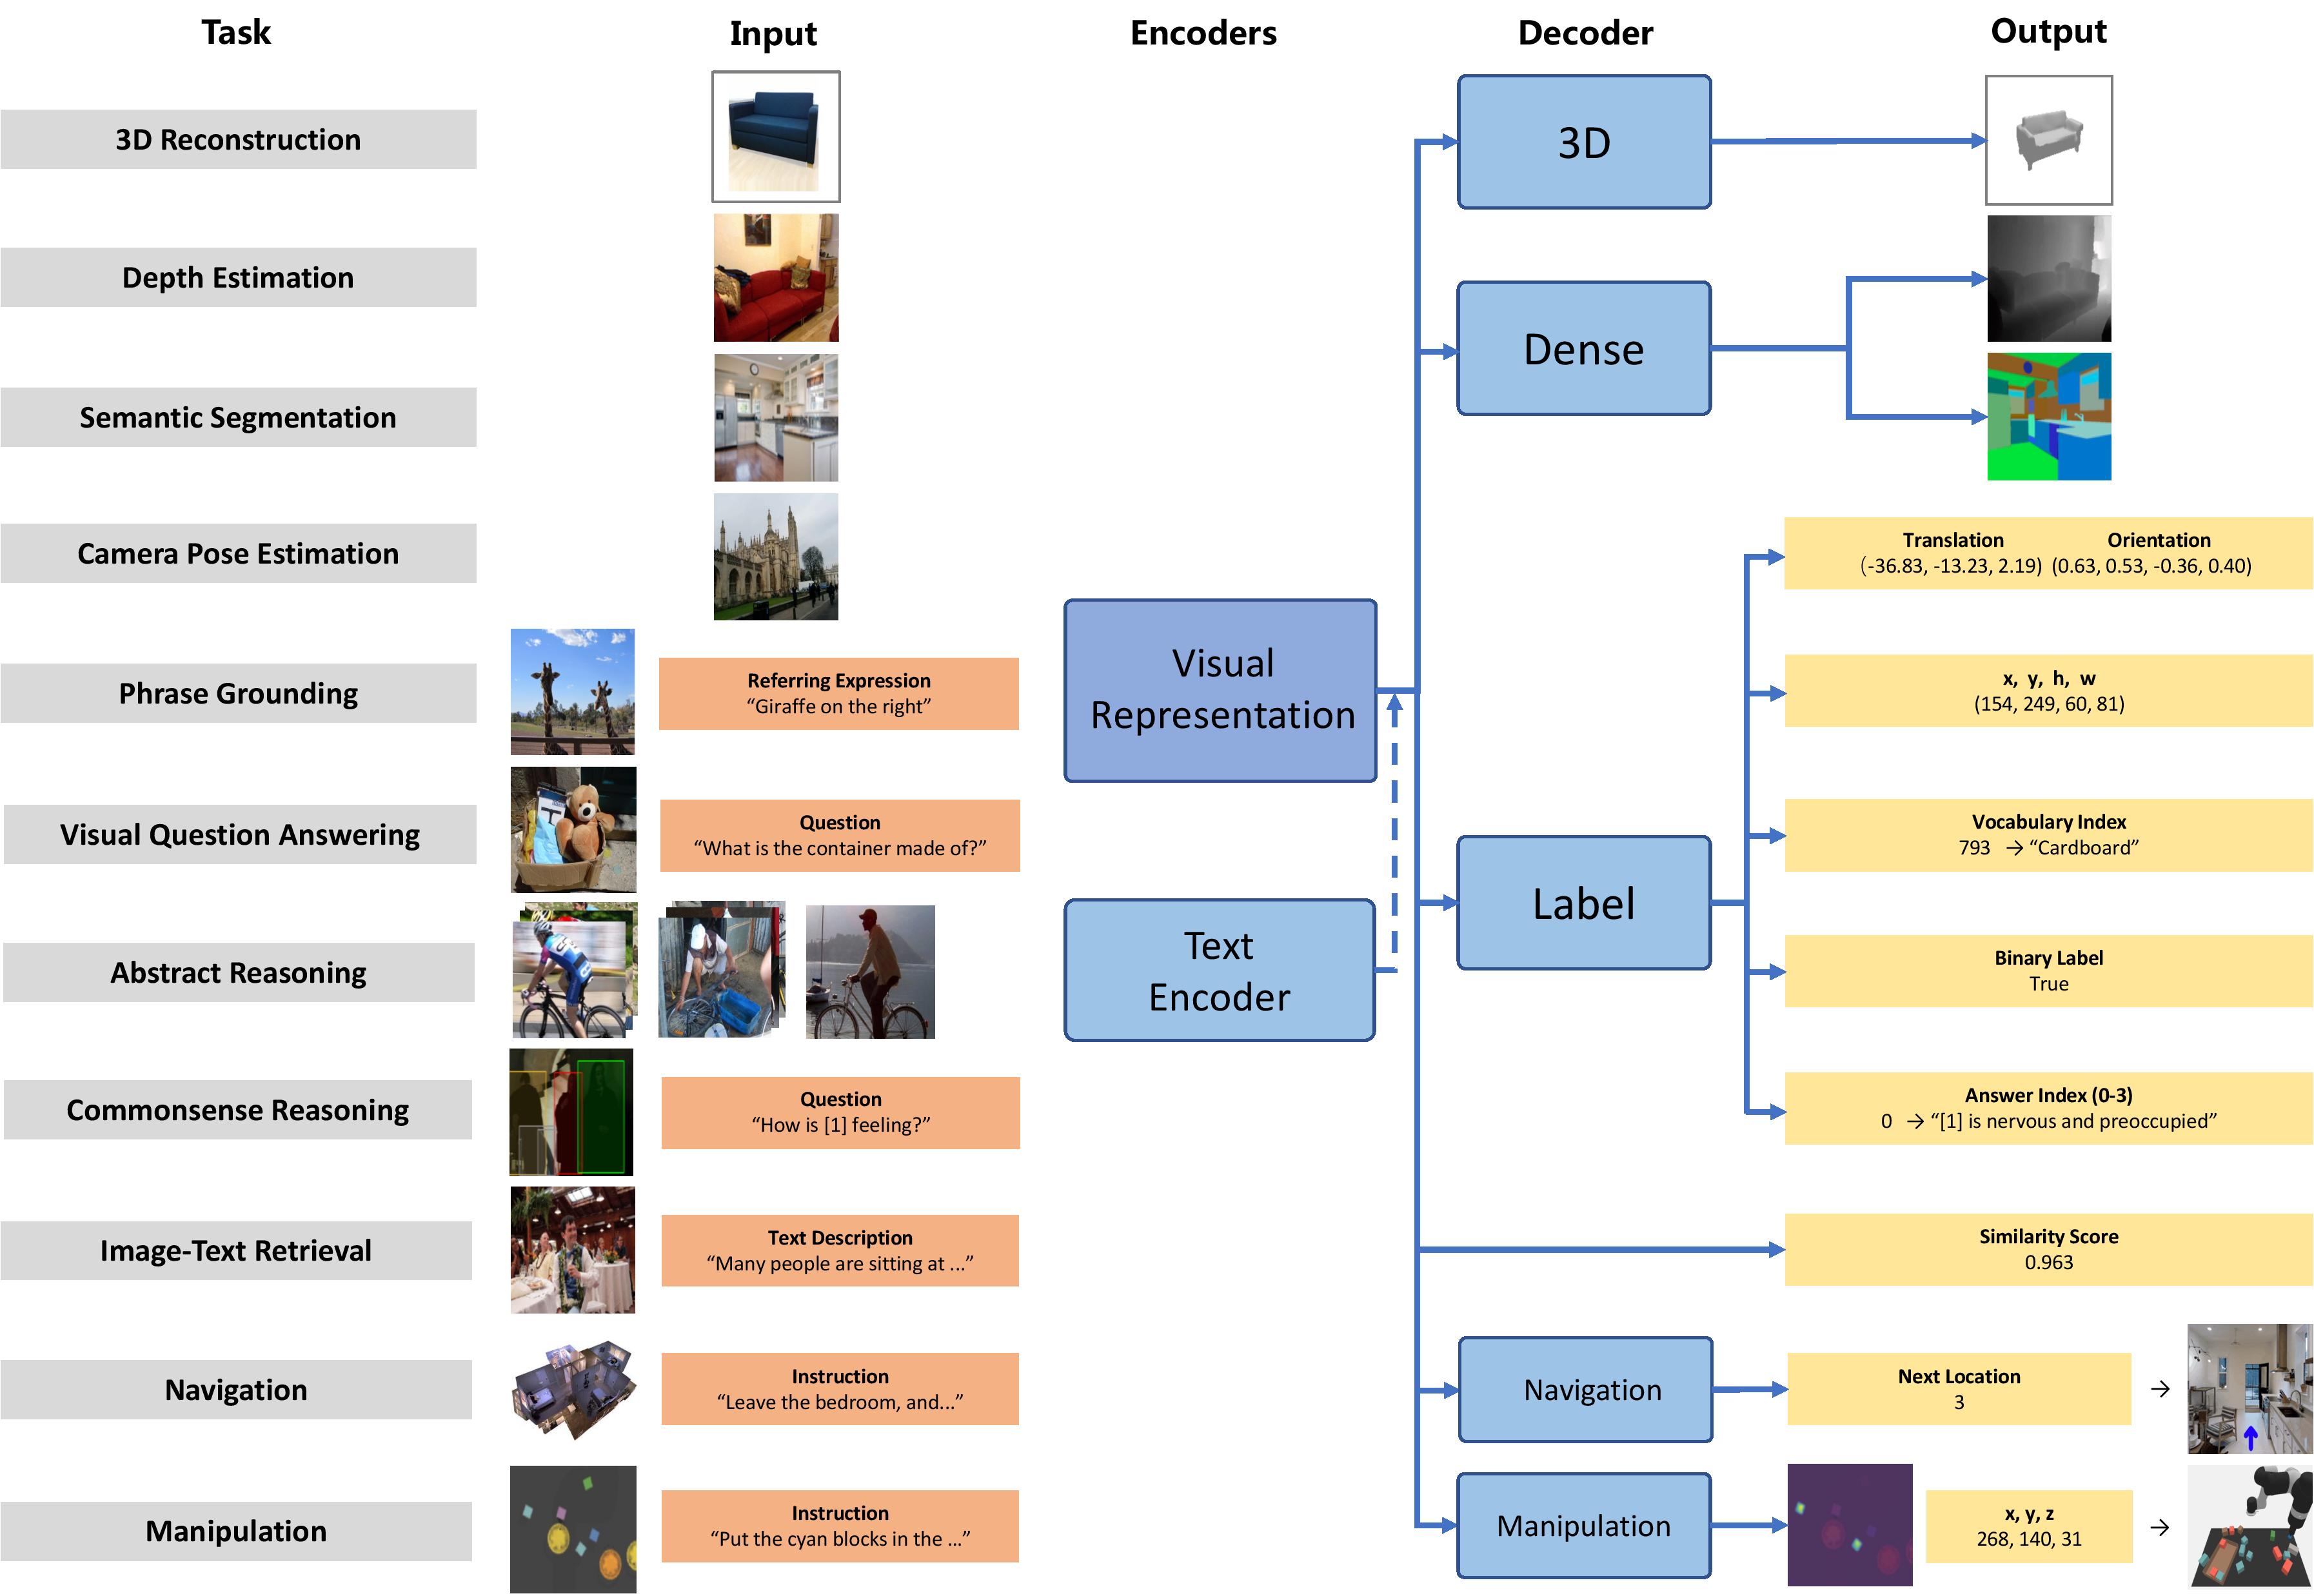 Task Input Encoders Decoder Output
3D Reconstruction
3D
Depth Estimation
Dense
Semantic Segmentation
Camera Pose Estimation
Translation Orientation
(-36.83, -13.23, 2.19) (0.63, 0.53, -0.36, 0.40)
Phrase Grounding
Referring Expression
“Giraffe on the right”
Visual
Representation
x, y, h, w
(154, 249, 60, 81)
Visual Question Answering
Question
“What is the container made of?”
Vocabulary Index
793 → “Cardboard”
Abstract Reasoning
Text
Encoder
Label
Binary Label
True
Commonsense Reasoning
Question
“How is [1] feeling?”
Answer Index (0-3)
0 → “[1] is nervous and preoccupied”
Image-Text Retrieval
Text Description
“Many people are sitting at ...”
Similarity Score
0.963
Navigation
Instruction
“Leave the bedroom, and...”
Navigation
Next Location
3
→
Manipulation
Instruction
“Put the cyan blocks in the ...”
Manipulation
x, y, z
268, 140, 31
→